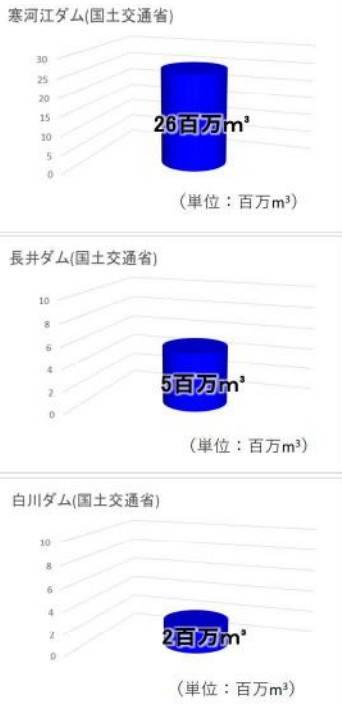 寒河江ダム(国土交通省)
30
25
20
15
10
5
0
26百万m³
（単位：百万m³）
長井ダム(国土交通省)
10
8
6
4
2
0
5百万m³
（単位：百万m³）
白川ダム(国土交通省)
10
8
6
4
2
0
2百万m³
（単位：百万m³）